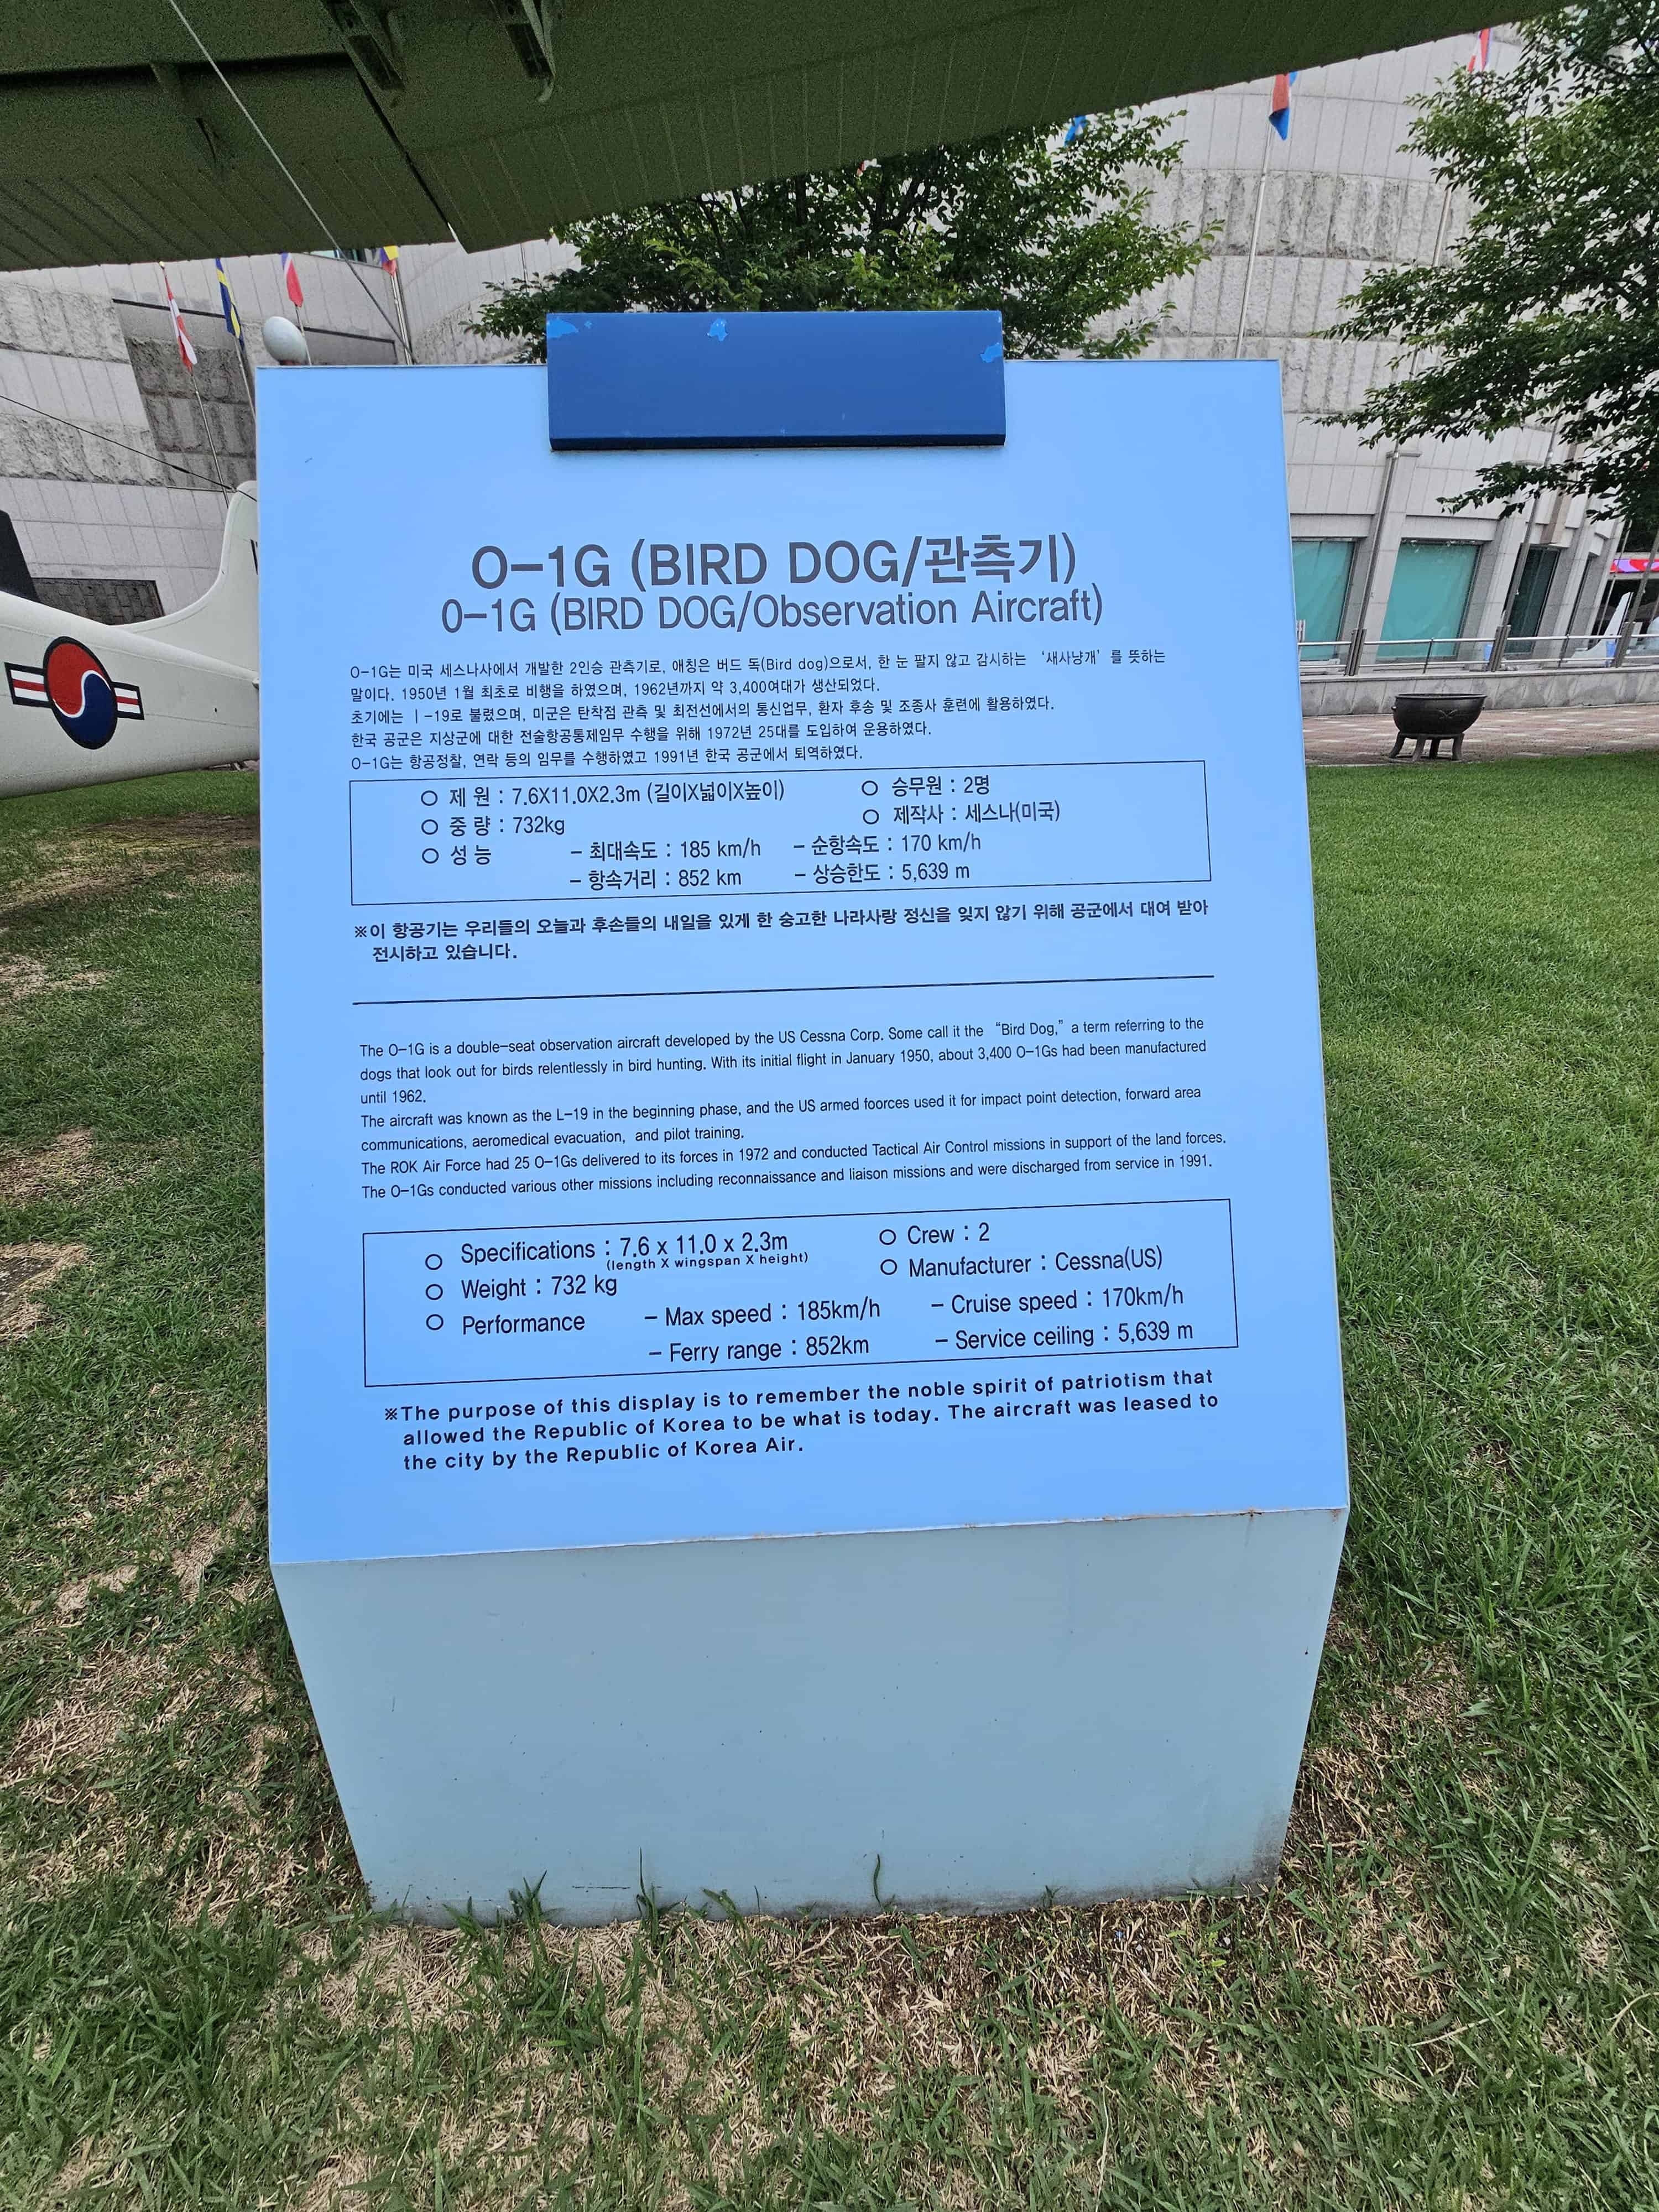 O-1G (BIRD DOG/관측기)
0-1G (BIRD DOG/Observation Aircraft)
O-1G는 미국 세스나사에서 개발한 2인승 관측기로, 애칭은 버드 독(Bird dog)으로서, 한 눈 팔지 않고 감시하는 ‘새사냥개’를 뜻하는
말이다. 1950년 1월 최초로 비행을 하였으며, 1962년까지 약 3,400여대가 생산되었다.
초기에는 ㅣ-19로 불렸으며, 미군은 탄착점 관측 및 최전선에서의 통신업무, 환자 후송 및 조종사 훈련에 활용하였다.
한국 공군은 지상군에 대한 전술항공통제임무 수행을 위해 1972년 25대를 도입하여 운용하였다.
O-1G는 항공정찰, 연락 등의 임무를 수행하였고 1991년 한국 공군에서 퇴역하였다.
○ 제 원 : 7.6X11.0X2.3m (길이X넓이X높이) ○ 승무원 : 2명
○ 중 량 : 732kg ○ 제작사 : 세스나(미국)
○ 성 능 - 최대속도 : 185 km/h - 순항속도 : 170 km/h
- 항속거리 : 852 km - 상승한도 : 5,639 m
※이 항공기는 우리들의 오늘과 후손들의 내일을 있게 한 숭고한 나라사랑 정신을 잊지 않기 위해 공군에서 대여 받아
전시하고 있습니다.
The O-1G is a double-seat observation aircraft developed by the US Cessna Corp. Some call it the “Bird Dog,” a term referring to the
dogs that look out for birds relentlessly in bird hunting. With its initial flight in January 1950, about 3,400 O-1Gs had been manufactured
until 1962.
The aircraft was known as the L-19 in the beginning phase, and the US armed foorces used it for impact point detection, forward area
communications, aeromedical evacuation, and pilot training.
The ROK Air Force had 25 O-1Gs delivered to its forces in 1972 and conducted Tactical Air Control missions in support of the land forces.
The O-1Gs conducted various other missions including reconnaissance and liaison missions and were discharged from service in 1991.
○ Specifications : 7.6 x 11.0 x 2.3m ○ Crew : 2
(length X wingspan X height)
○ Weight : 732 kg ○ Manufacturer : Cessna(US)
○ Performance - Max speed : 185km/h - Cruise speed : 170km/h
- Ferry range : 852km - Service ceiling : 5,639 m
※The purpose of this display is to remember the noble spirit of patriotism that
allowed the Republic of Korea to be what is today. The aircraft was leased to
the city by the Republic of Korea Air.